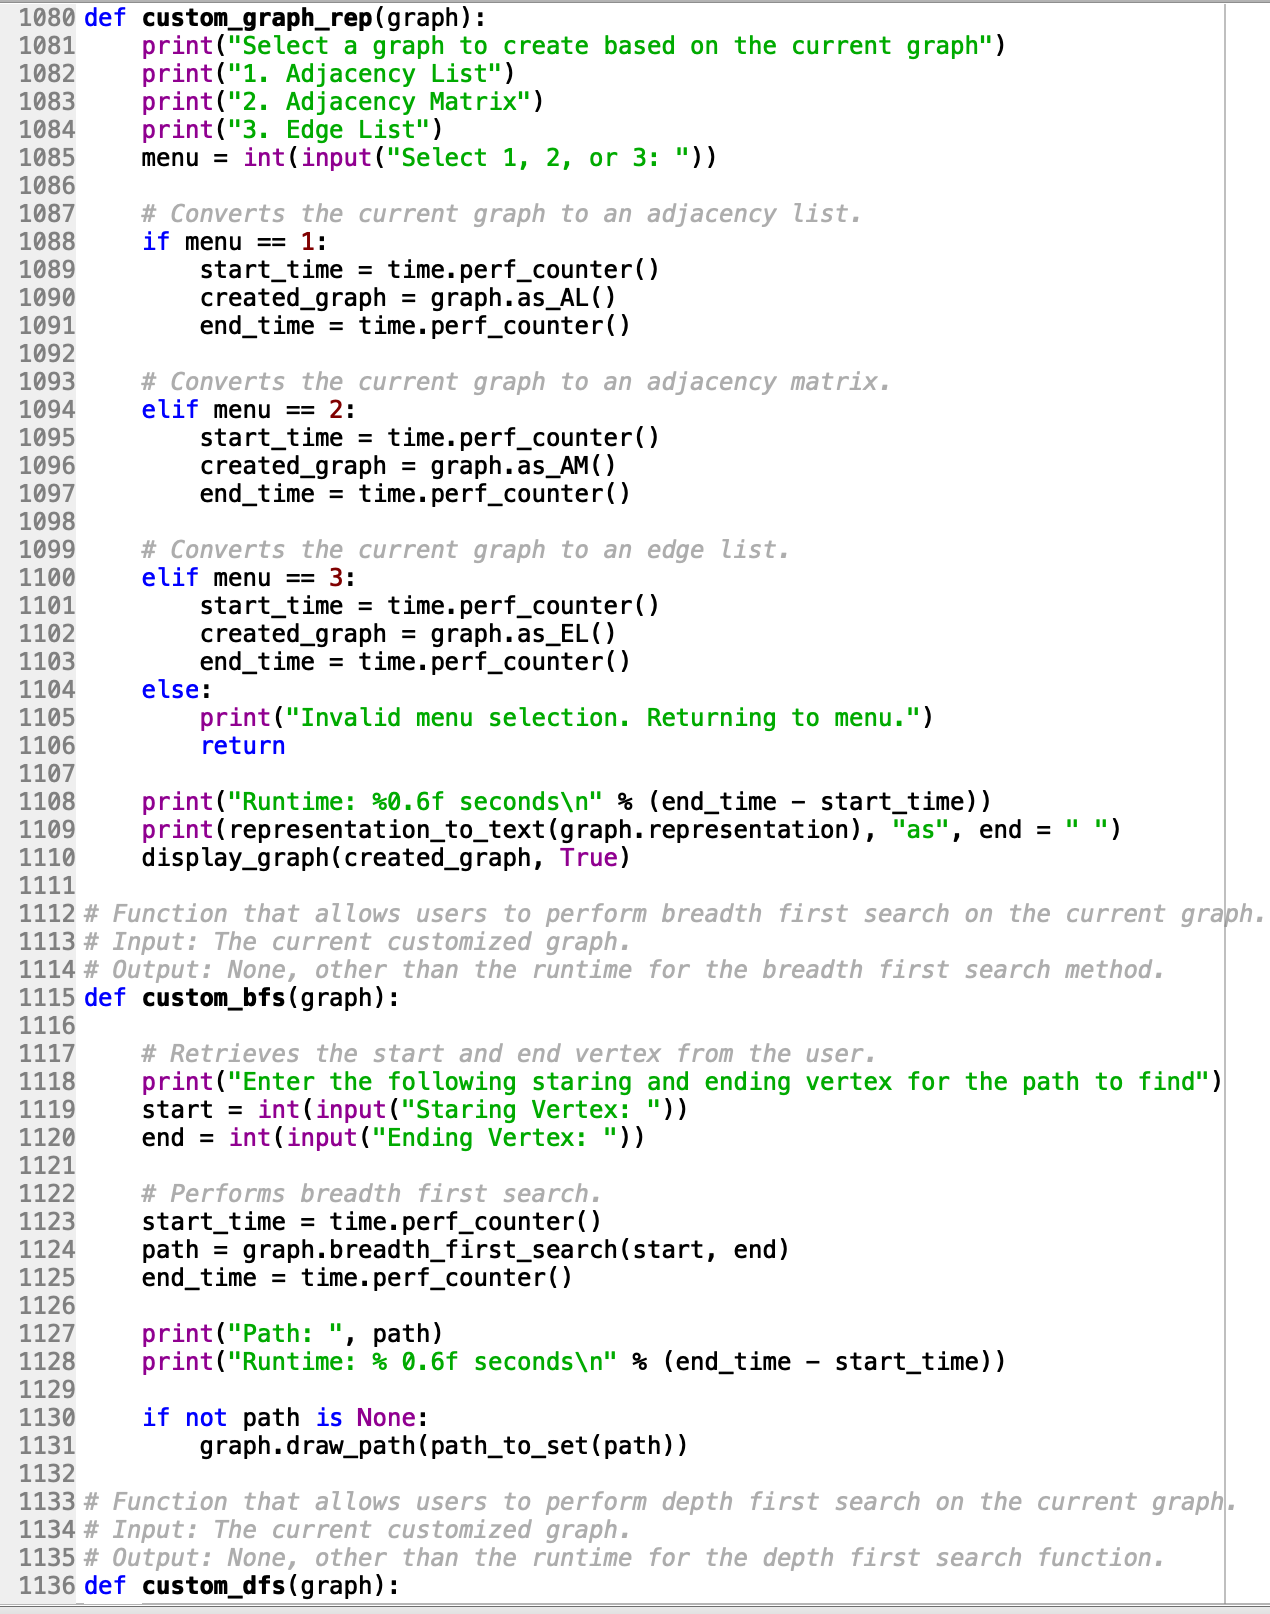 1080 def custom_graph_rep(graph):
1081     print("Select a graph to create based on the current graph")
1082     print("1. Adjacency List")
1083     print("2. Adjacency Matrix")
1084     print("3. Edge List")
1085     menu = int(input("Select 1, 2, or 3: "))
1086
1087     # Converts the current graph to an adjacency list.
1088     if menu == 1:
1089         start_time = time.perf_counter()
1090         created_graph = graph.as_AL()
1091         end_time = time.perf_counter()
1092
1093     # Converts the current graph to an adjacency matrix.
1094     elif menu == 2:
1095         start_time = time.perf_counter()
1096         created_graph = graph.as_AM()
1097         end_time = time.perf_counter()
1098
1099     # Converts the current graph to an edge list.
1100     elif menu == 3:
1101         start_time = time.perf_counter()
1102         created_graph = graph.as_EL()
1103         end_time = time.perf_counter()
1104     else:
1105         print("Invalid menu selection. Returning to menu.")
1106         return
1107
1108     print("Runtime: %0.6f seconds\n" % (end_time - start_time))
1109     print(representation_to_text(graph.representation), "as", end = " ")
1110     display_graph(created_graph, True)
1111
1112 # Function that allows users to perform breadth first search on the current graph.
1113 # Input: The current customized graph.
1114 # Output: None, other than the runtime for the breadth first search method.
1115 def custom_bfs(graph):
1116
1117     # Retrieves the start and end vertex from the user.
1118     print("Enter the following staring and ending vertex for the path to find")
1119     start = int(input("Staring Vertex: "))
1120     end = int(input("Ending Vertex: "))
1121
1122     # Performs breadth first search.
1123     start_time = time.perf_counter()
1124     path = graph.breadth_first_search(start, end)
1125     end_time = time.perf_counter()
1126
1127     print("Path: ", path)
1128     print("Runtime: % 0.6f seconds\n" % (end_time - start_time))
1129
1130     if not path is None:
1131         graph.draw_path(path_to_set(path))
1132
1133 # Function that allows users to perform depth first search on the current graph.
1134 # Input: The current customized graph.
1135 # Output: None, other than the runtime for the depth first search function.
1136 def custom_dfs(graph):